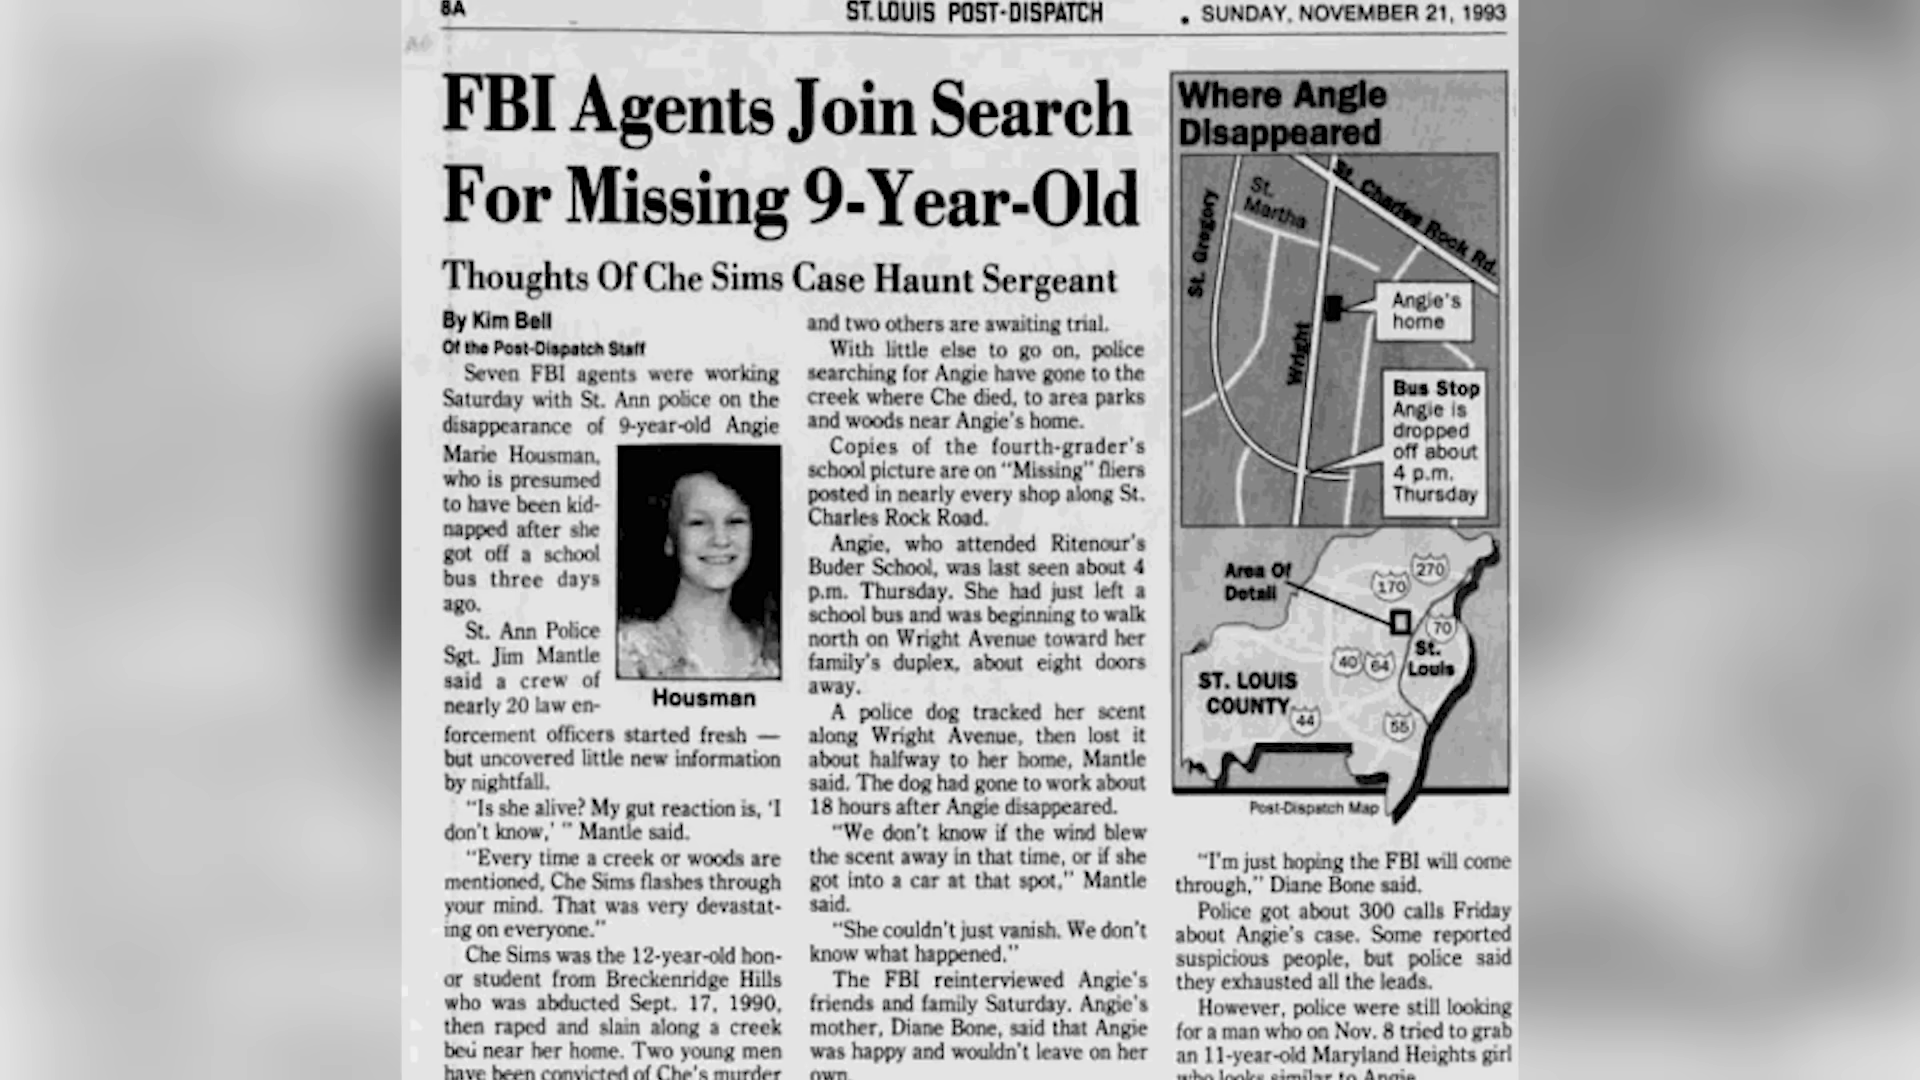 8A
ST. LOUIS POST-DISPATCH
SUNDAY, NOVEMBER 21, 1993
FBI Agents Join Search
For Missing 9-Year-Old
Thoughts Of Che Sims Case Haunt Sergeant
By Kim Bell
Of the Post-Dispatch Staff
Seven FBI agents were working
Saturday with St. Ann police on the
disappearance of 9-year-old Angie
Marie Housman,
who is presumed
to have been kid-
napped after she
got off a school
bus three days
ago.
St. Ann Police
Sgt. Jim Mantle
said a crew of
nearly 20 law en-
Housman
forcement officers started fresh —
but uncovered little new information
by nightfall.
"Is she alive? My gut reaction is, 'I
don't know,' " Mantle said.
"Every time a creek or woods are
mentioned, Che Sims flashes through
your mind. That was very devastat-
ing on everyone."
Che Sims was the 12-year-old hon-
or student from Breckenridge Hills
who was abducted Sept. 17, 1990,
then raped and slain along a creek
bed near her home. Two young men
have been convicted of Che's murder
and two others are awaiting trial.
With little else to go on, police
searching for Angie have gone to the
creek where Che died, to area parks
and woods near Angie's home.
Copies of the fourth-grader's
school picture are on "Missing" fliers
posted in nearly every shop along St.
Charles Rock Road.
Angie, who attended Ritenour's
Buder School, was last seen about 4
p.m. Thursday. She had just left a
school bus and was beginning to walk
north on Wright Avenue toward her
family's duplex, about eight doors
away.
A police dog tracked her scent
along Wright Avenue, then lost it
about halfway to her home, Mantle
said. The dog had gone to work about
18 hours after Angie disappeared.
"We don't know if the wind blew
the scent away in that time, or if she
got into a car at that spot," Mantle
said.
"She couldn't just vanish. We don't
know what happened."
The FBI reinterviewed Angie's
friends and family Saturday. Angie's
mother, Diane Bone, said that Angie
was happy and wouldn't leave on her
own.
Where Angie
Disappeared
St. Gregory
St.
Martha
St. Charles Rock Rd.
Wright
Angie's
home
Bus Stop
Angie is
dropped
off about
4 p.m.
Thursday
Area Of
Detail
270
170
70
St.
Louis
40
64
ST. LOUIS
COUNTY
44
55
Post-Dispatch Map
"I'm just hoping the FBI will come
through," Diane Bone said.
Police got about 300 calls Friday
about Angie's case. Some reported
suspicious people, but police said
they exhausted all the leads.
However, police were still looking
for a man who on Nov. 8 tried to grab
an 11-year-old Maryland Heights girl
who looks similar to Angie.